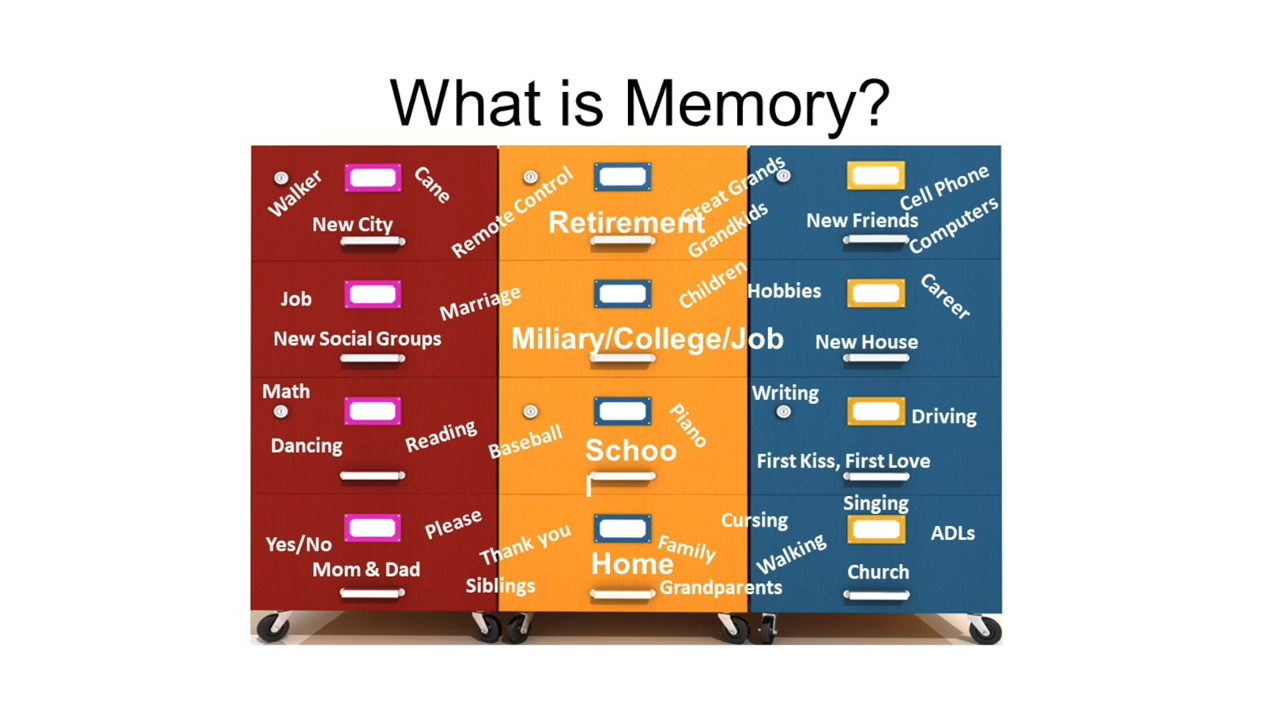 What is Memory?
Walker
Cane
New City
Remote Control
Retirement
Great Grands
Grandkids
New Friends
Cell Phone
Computers
Job
Marriage
New Social Groups
Children
Miliary/College/Job
Hobbies
Career
New House
Math
Dancing
Reading
Baseball
Piano
Schoo
l
Writing
Driving
First Kiss, First Love
Singing
Yes/No
Please
Mom & Dad
Thank you
Siblings
Family
Home
Grandparents
Cursing
Walking
ADLs
Church